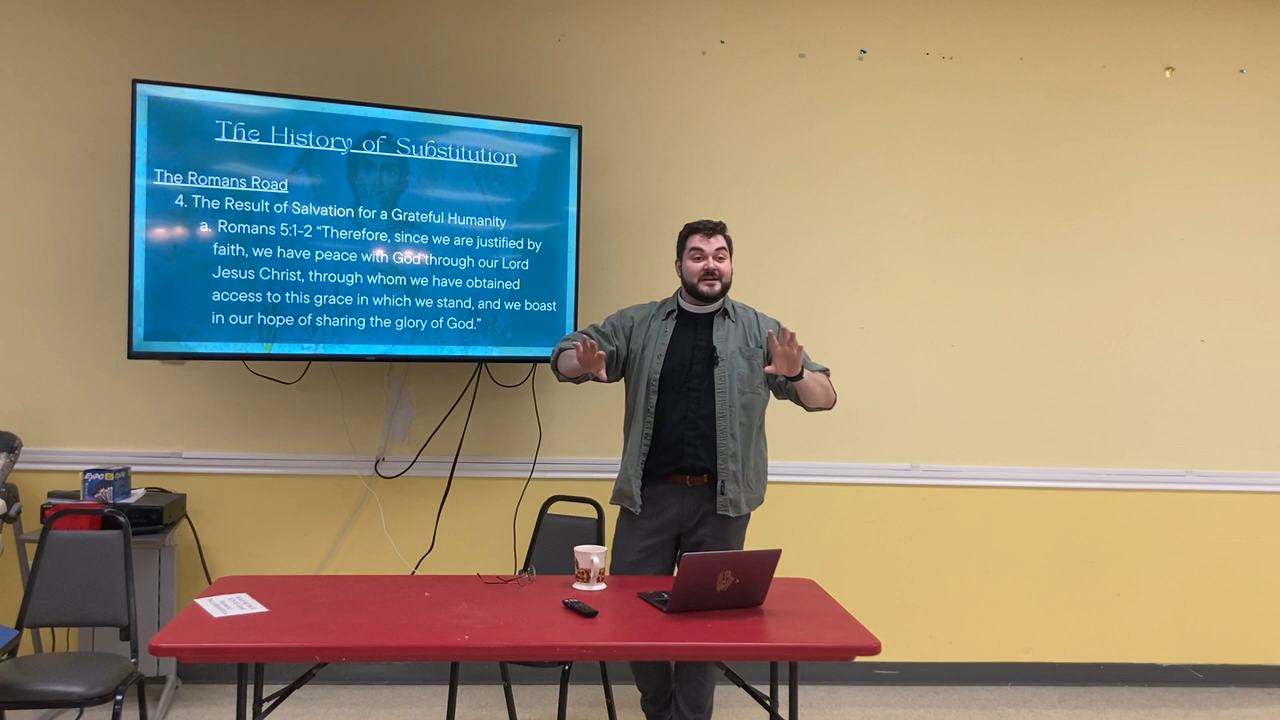 The History of Substitution
The Romans Road
4. The Result of Salvation for a Grateful Humanity
a. Romans 5:1-2 “Therefore, since we are justified by
faith, we have peace with God through our Lord
Jesus Christ, through whom we have obtained
access to this grace in which we stand, and we boast
in our hope of sharing the glory of God.”
EXPO